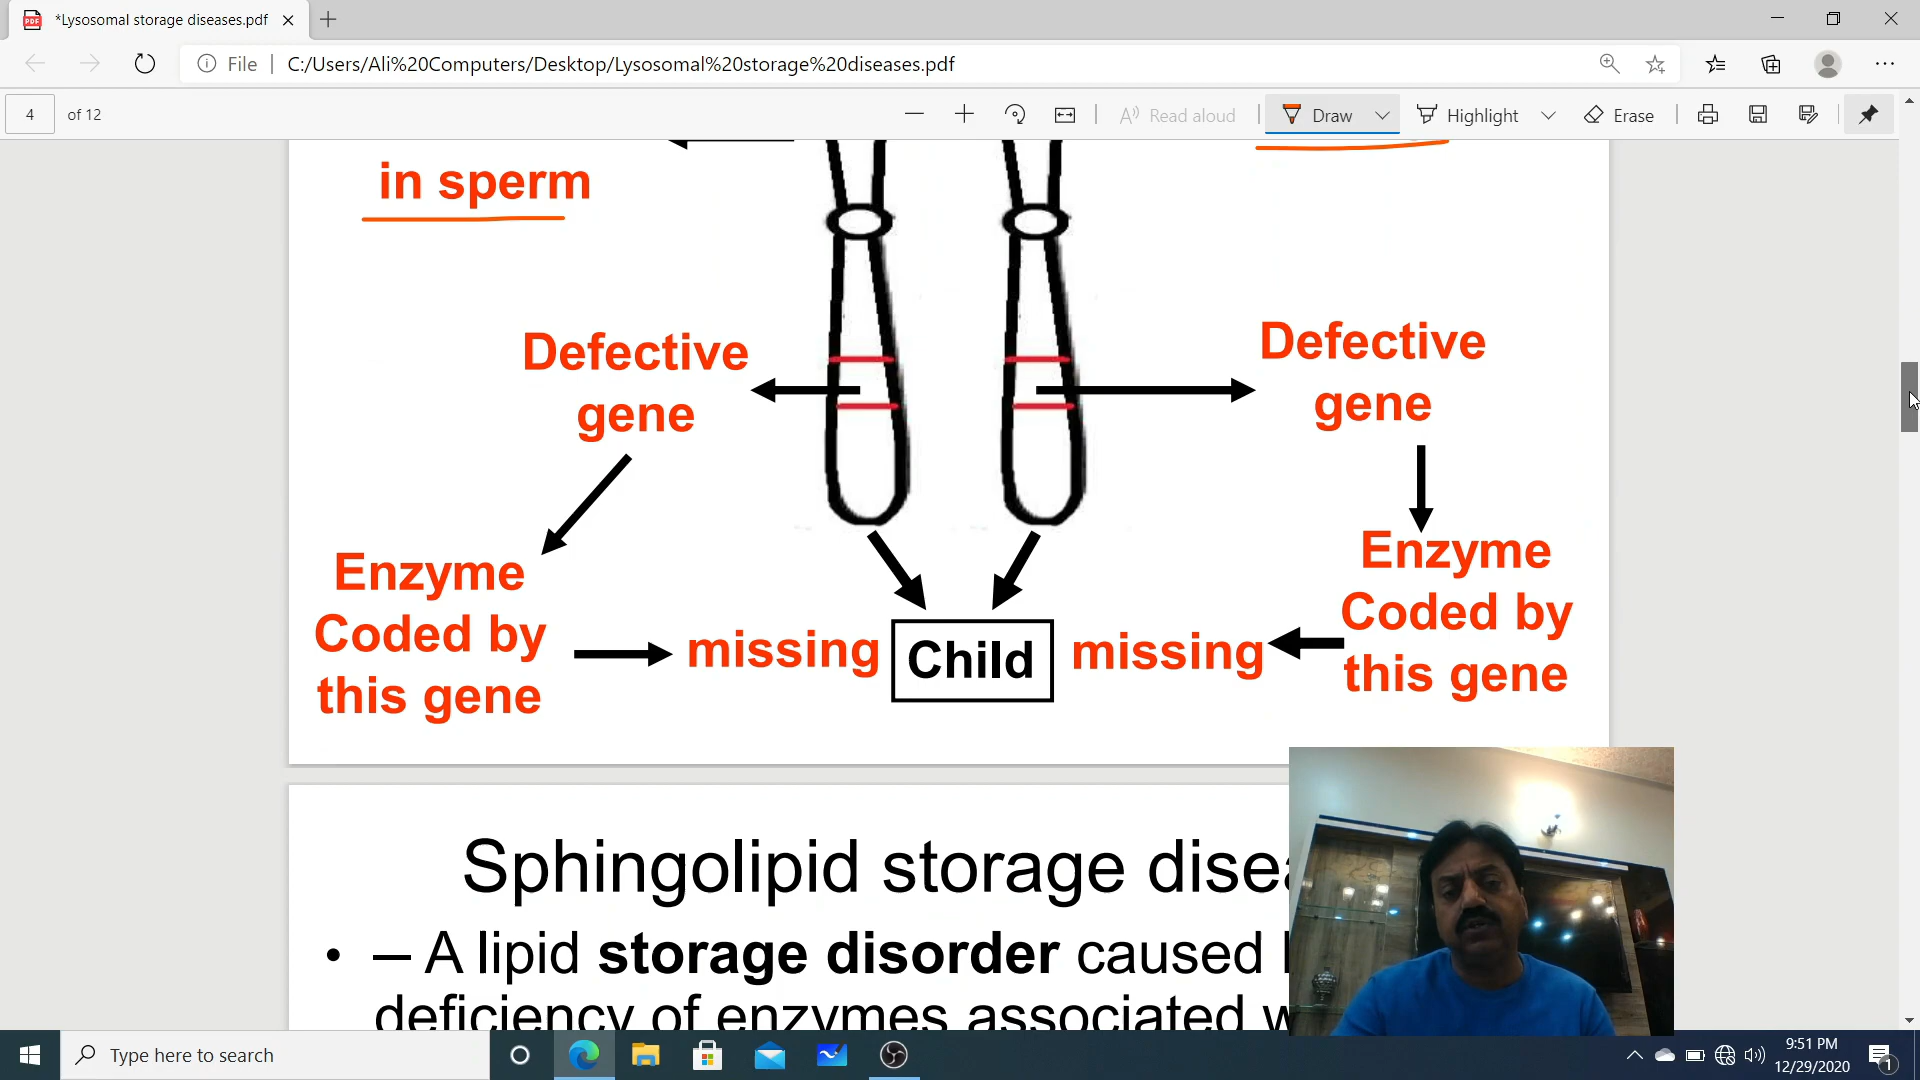 *Lysosomal storage diseases.pdf
File
C:/Users/Ali%20Computers/Desktop/Lysosomal%20storage%20diseases.pdf
4 of 12
Read aloud
Draw
Highlight
Erase
in sperm
Defective
gene
Defective
gene
Enzyme
Coded by
this gene
missing
Child
missing
Enzyme
Coded by
this gene
Sphingolipid storage
• – A lipid storage disorder caused
deficiency of enzymes associated
Type here to search
9:51 PM
12/29/2020
1